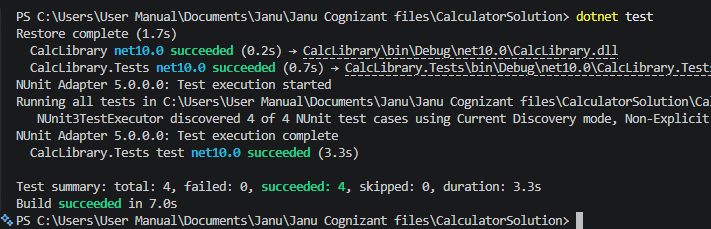 PS C:\Users\User Manual\Documents\Janu\Janu Cognizant files\CalculatorSolution> dotnet test
Restore complete (1.7s)
CalcLibrary net10.0 succeeded (0.2s) → CalcLibrary\bin\Debug\net10.0\CalcLibrary.dll
CalcLibrary.Tests net10.0 succeeded (0.7s) → CalcLibrary.Tests\bin\Debug\net10.0\CalcLibrary.Tests
NUnit Adapter 5.0.0.0: Test execution started
Running all tests in C:\Users\User Manual\Documents\Janu\Janu Cognizant files\CalculatorSolution\Cal
NUnit3TestExecutor discovered 4 of 4 NUnit test cases using Current Discovery mode, Non-Explicit
NUnit Adapter 5.0.0.0: Test execution complete
CalcLibrary.Tests test net10.0 succeeded (3.3s)
Test summary: total: 4, failed: 0, succeeded: 4, skipped: 0, duration: 3.3s
Build succeeded in 7.0s
PS C:\Users\User Manual\Documents\Janu\Janu Cognizant files\CalculatorSolution>